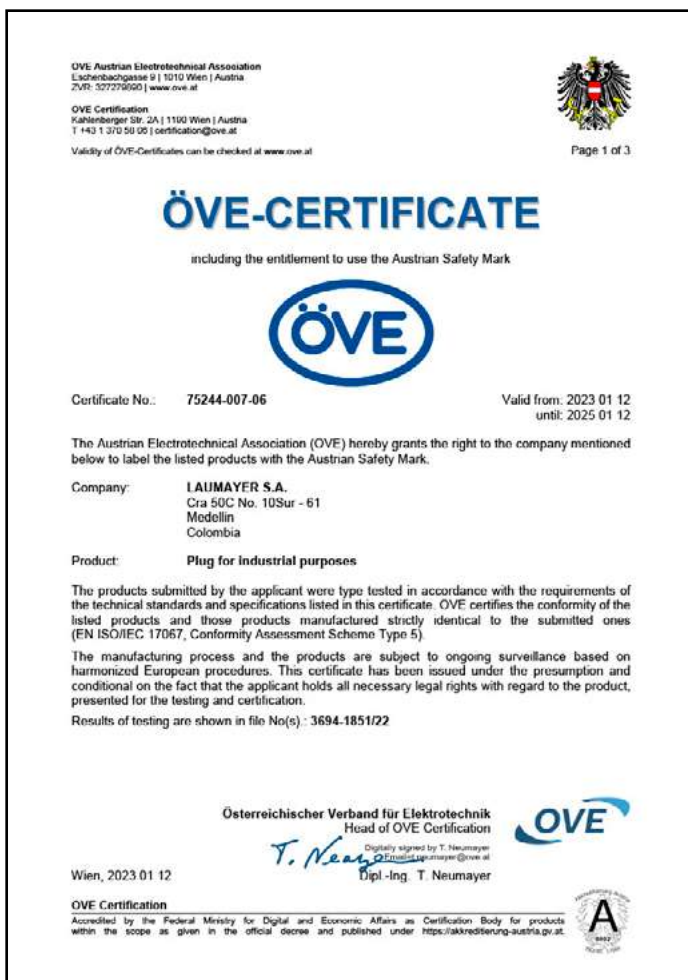 OVE Austrian Electrotechnical Association
Eschenbachgasse 9 | 1010 Wien | Austria
ZVR: 327279890 | www.ove.at
OVE Certification
Kahlenberger Str. 2A | 1190 Wien | Austria
T +43 1 370 58 06 | certification@ove.at
Validity of ÖVE-Certificates can be checked at www.ove.at
Page 1 of 3
ÖVE-CERTIFICATE
including the entitlement to use the Austrian Safety Mark
ÖVE
Certificate No.: 75244-007-06
Valid from: 2023 01 12
until: 2025 01 12
The Austrian Electrotechnical Association (OVE) hereby grants the right to the company mentioned
below to label the listed products with the Austrian Safety Mark.
Company: LAUMAYER S.A.
Cra 50C No. 10Sur - 61
Medellin
Colombia
Product: Plug for industrial purposes
The products submitted by the applicant were type tested in accordance with the requirements of
the technical standards and specifications listed in this certificate. OVE certifies the conformity of the
listed products and those products manufactured strictly identical to the submitted ones
(EN ISO/IEC 17067, Conformity Assessment Scheme Type 5).
The manufacturing process and the products are subject to ongoing surveillance based on
harmonized European procedures. This certificate has been issued under the presumption and
conditional on the fact that the applicant holds all necessary legal rights with regard to the product,
presented for the testing and certification.
Results of testing are shown in file No(s).: 3694-1851/22
Österreichischer Verband für Elektrotechnik
Head of OVE Certification
OVE
T. Neu
Digitally signed by T. Neumayer
neumayer@ove.at
Wien, 2023 01 12
Dipl.-Ing. T. Neumayer
OVE Certification
Accredited by the Federal Ministry for Digital and Economic Affairs as Certification Body for products
within the scope as given in the official decree and published under https://akkreditierung-austria.gv.at.
A